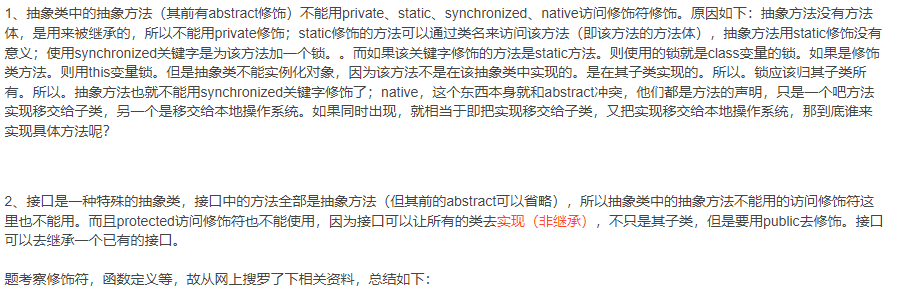 1、抽象类中的抽象方法（其前有abstract修饰）不能用private、static、synchronized、native访问修饰符修饰。原因如下：抽象方法没有方法
体，是用来被继承的，所以不能用private修饰；static修饰的方法可以通过类名来访问该方法（即该方法的方法体），抽象方法用static修饰没有
意义；使用synchronized关键字是为该方法加一个锁。。而如果该关键字修饰的方法是static方法。则使用的锁就是class变量的锁。如果是修饰
类方法。则用this变量锁。但是抽象类不能实例化对象，因为该方法不是在该抽象类中实现的。是在其子类实现的。所以。锁应该归其子类所
有。所以。抽象方法也就不能用synchronized关键字修饰了；native，这个东西本身就和abstract冲突，他们都是方法的声明，只是一个吧方法
实现移交给子类，另一个是移交给本地操作系统。如果同时出现，就相当于即把实现移交给子类，又把实现移交给本地操作系统，那到底谁来
实现具体方法呢？
2、接口是一种特殊的抽象类，接口中的方法全部是抽象方法（但其前的abstract可以省略），所以抽象类中的抽象方法不能用的访问修饰符这
里也不能用。而且protected访问修饰符也不能使用，因为接口可以让所有的类去实现（非继承），不只是其子类，但是要用public去修饰。接口
可以去继承一个已有的接口。
题考察修饰符，函数定义等，故从网上搜罗了下相关资料，总结如下：